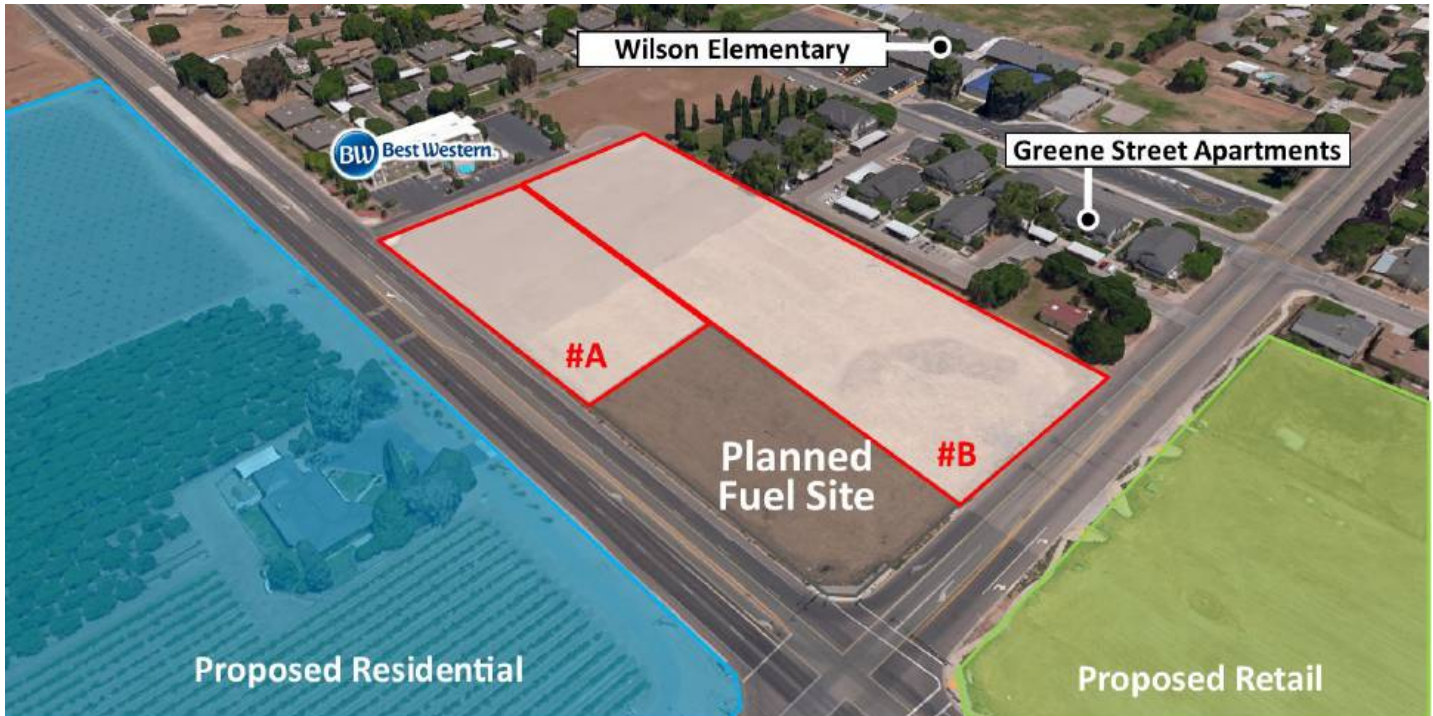 Wilson Elementary
BW Best Western
Greene Street Apartments
#A
#B
Planned
Fuel Site
Proposed Residential
Proposed Retail